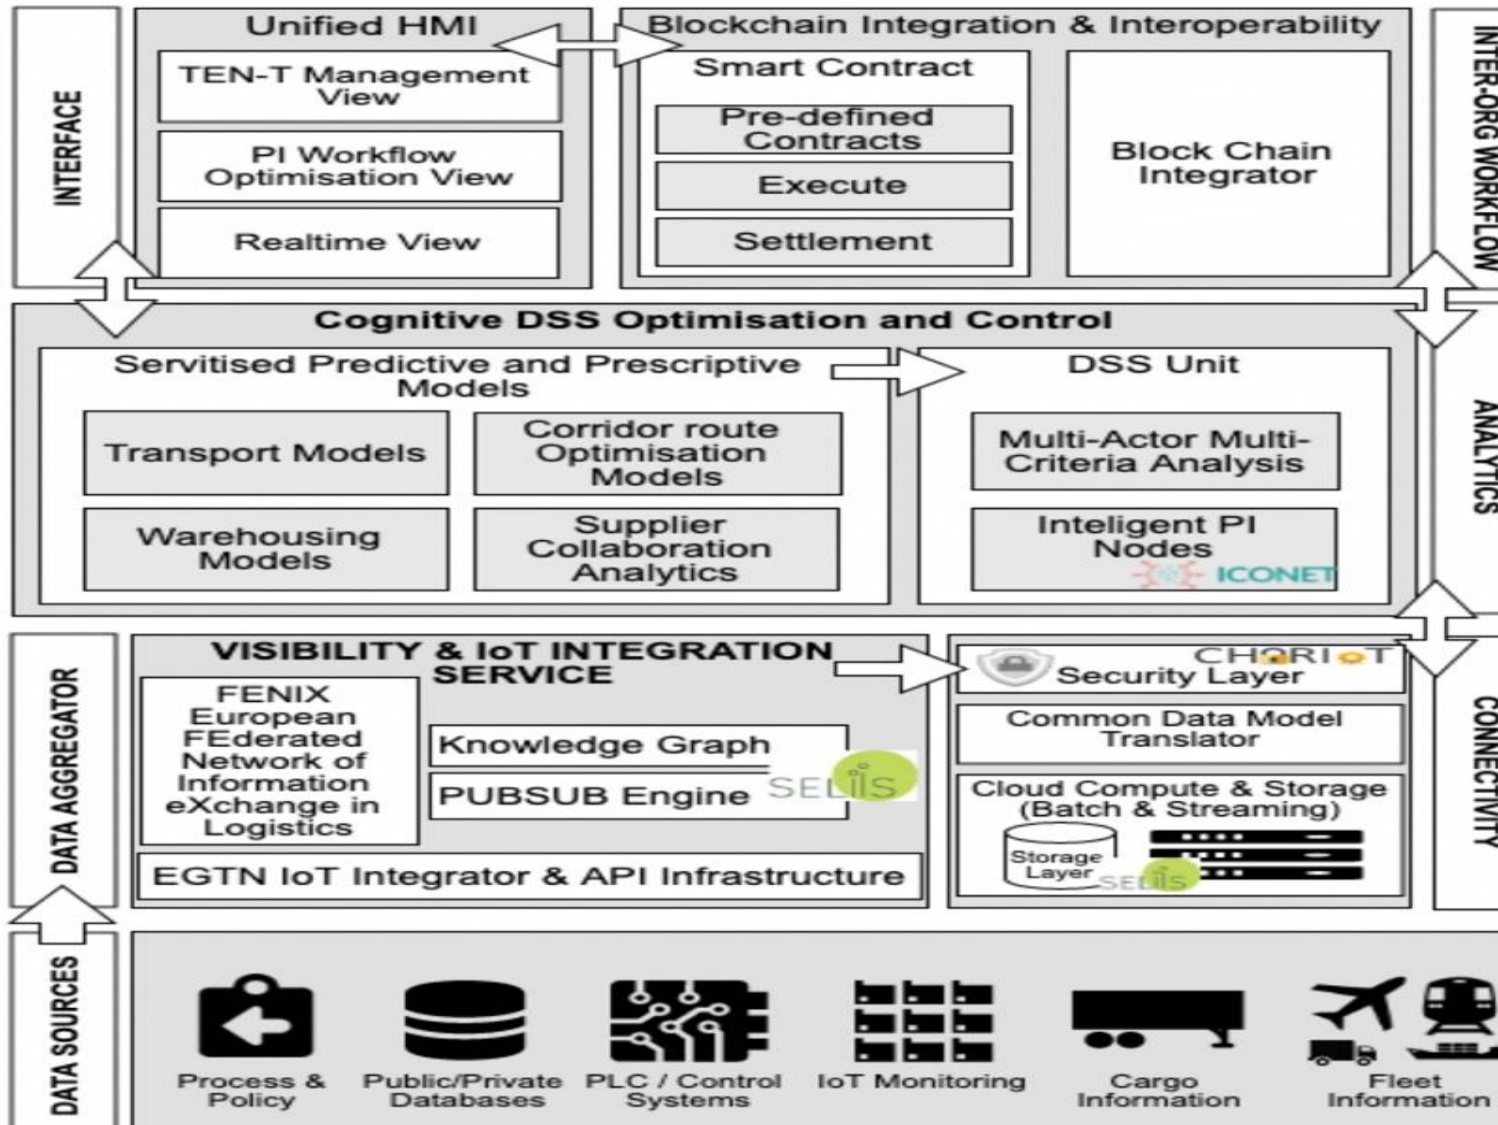 INTERFACE
Unified HMI
TEN-T Management
View
PI Workflow
Optimisation View
Realtime View
Blockchain Integration & Interoperability
Smart Contract
Pre-defined
Contracts
Execute
Settlement
Block Chain
Integrator
INTER-ORG WORKFLOW
Cognitive DSS Optimisation and Control
Servitised Predictive and Prescriptive
Models
Transport Models
Corridor route
Optimisation
Models
Warehousing
Models
Supplier
Collaboration
Analytics
DSS Unit
Multi-Actor Multi-
Criteria Analysis
Inteligent PI
Nodes
ICONET
ANALYTICS
DATA AGGREGATOR
VISIBILITY & IoT INTEGRATION
SERVICE
FENIX
European
FEderated
Network of
Information
eXchange in
Logistics
Knowledge Graph
PUBSUB Engine
SELIS
EGTN IoT Integrator & API Infrastructure
CHARIOT
Security Layer
Common Data Model
Translator
Cloud Compute & Storage
(Batch & Streaming)
Storage
Layer
SELIS
CONNECTIVITY
DATA SOURCES
Process &
Policy
Public/Private
Databases
PLC / Control
Systems
IoT Monitoring
Cargo
Information
Fleet
Information